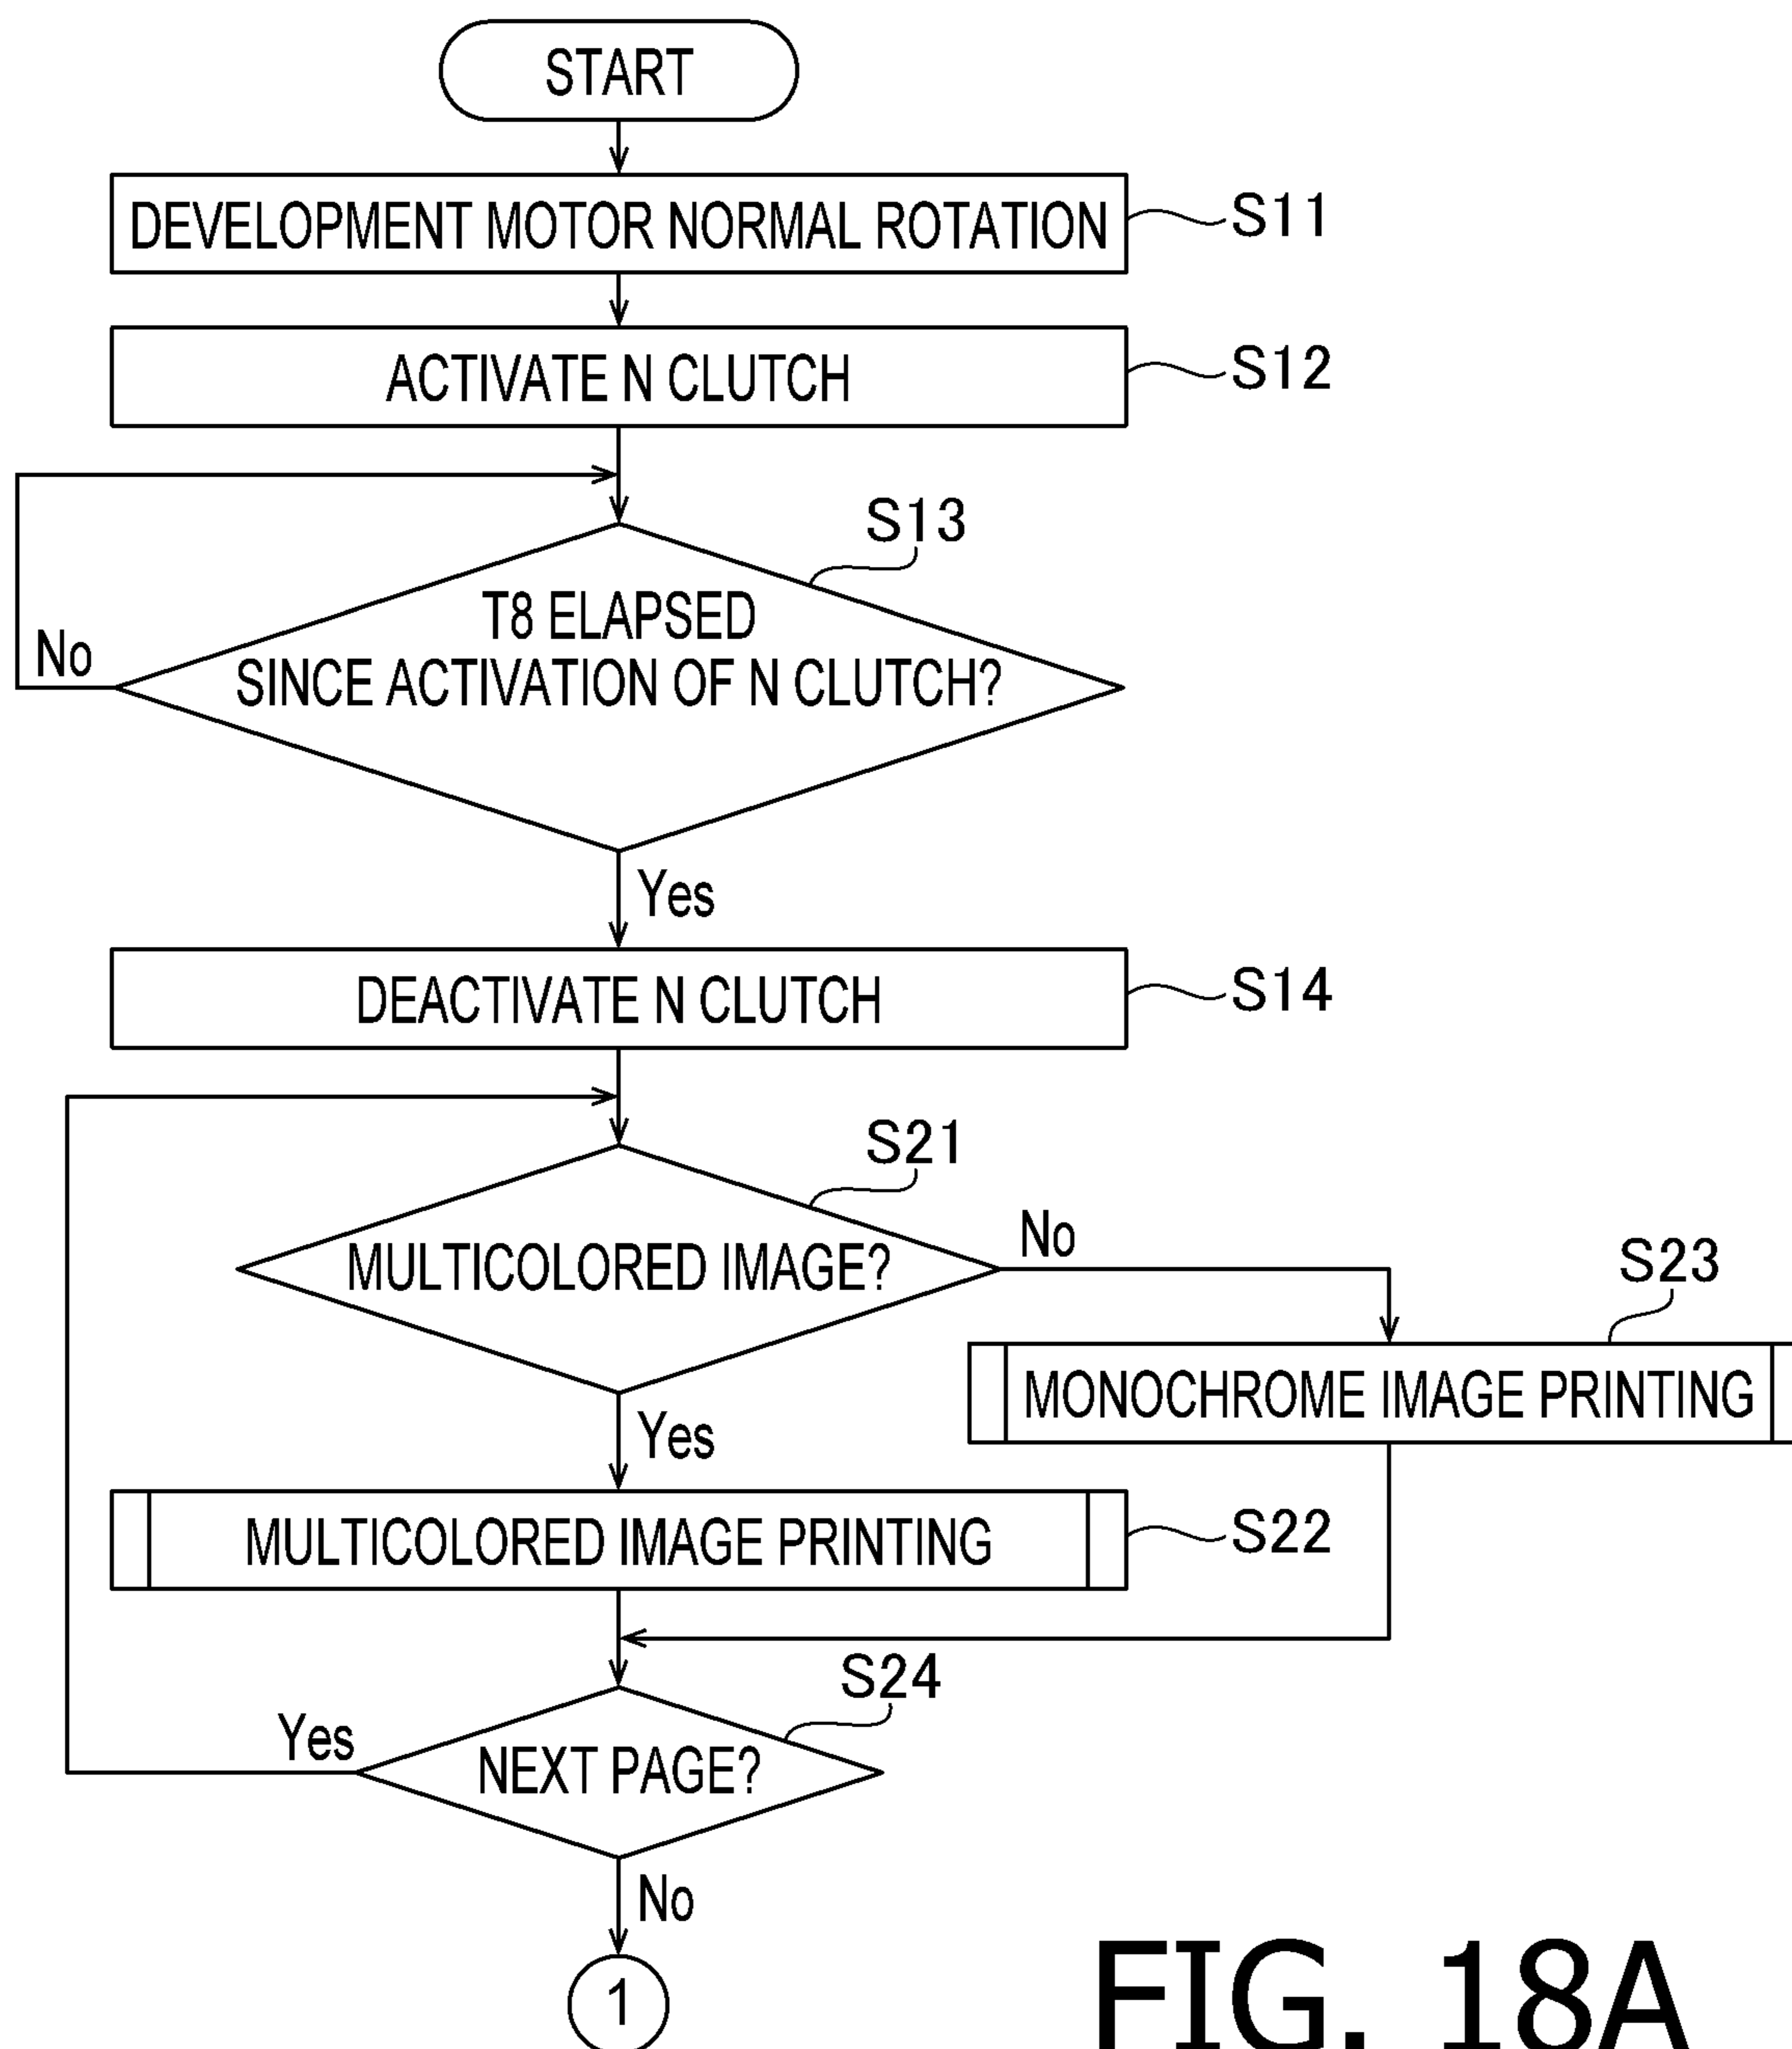 START
DEVELOPMENT MOTOR NORMAL ROTATION
S11
ACTIVATE N CLUTCH
S12
S13
T8 ELAPSED
SINCE ACTIVATION OF N CLUTCH?
No
Yes
DEACTIVATE N CLUTCH
S14
S21
MULTICOLORED IMAGE?
No
S23
MONOCHROME IMAGE PRINTING
Yes
MULTICOLORED IMAGE PRINTING
S22
S24
Yes
NEXT PAGE?
No
1
FIG. 18A